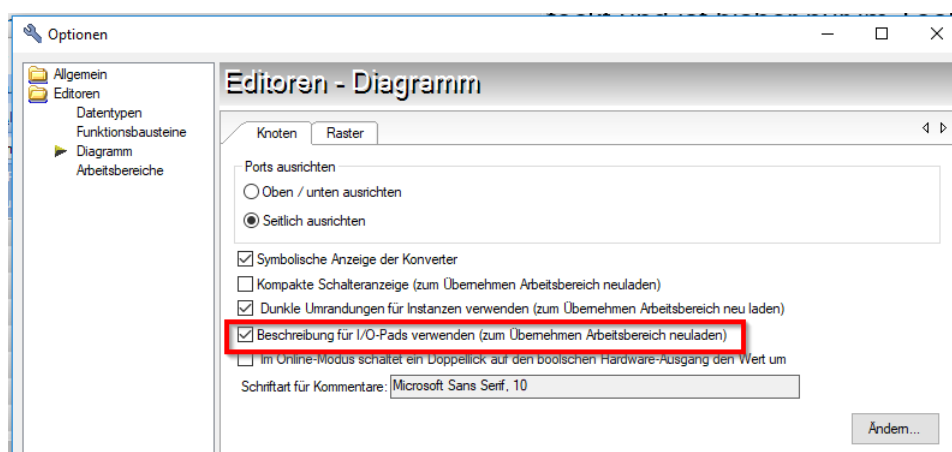 Optionen
Allgemein
Editoren
Datentypen
Funktionsbausteine
Diagramm
Arbeitsbereiche
Editoren - Diagramm
Knoten
Raster
Ports ausrichten
Oben / unten ausrichten
Seitlich ausrichten
Symbolische Anzeige der Konverter
Kompakte Schalteranzeige (zum Übernehmen Arbeitsbereich neuladen)
Dunkle Umrandungen für Instanzen verwenden (zum Übernehmen Arbeitsbereich neu laden)
Beschreibung für I/O-Pads verwenden (zum Übernehmen Arbeitsbereich neuladen)
Im Online-Modus schaltet ein Doppellick auf den boolschen Hardware-Ausgang den Wert um
Schriftart für Kommentare: Microsoft Sans Serif, 10
Ändern...